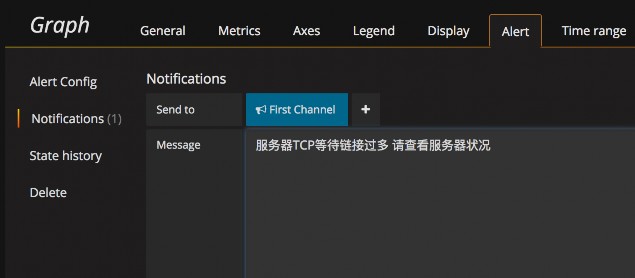 Graph General Metrics Axes Legend Display Alert Time range
Alert Config
Notifications (1)
State history
Delete
Notifications
Send to First Channel +
Message 服务器TCP等待链接过多 请查看服务器状况